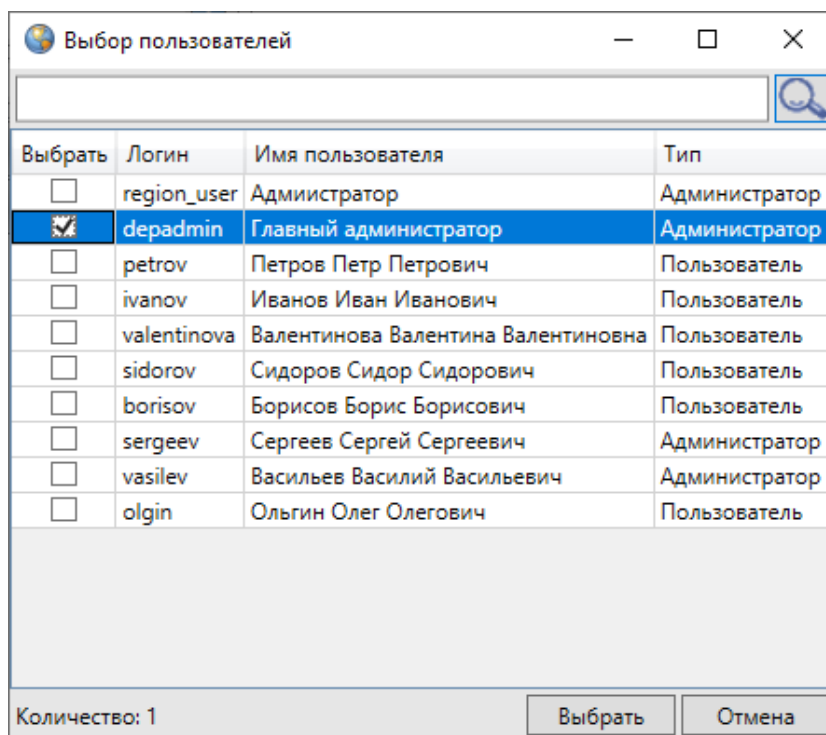 Выбор пользователей
Выбрать Логин Имя пользователя Тип
region_user Адмиистратор Администратор
depadmin Главный администратор Администратор
petrov Петров Петр Петрович Пользователь
ivanov Иванов Иван Иванович Пользователь
valentinova Валентинова Валентина Валентиновна Пользователь
sidorov Сидоров Сидор Сидорович Пользователь
borisov Борисов Борис Борисович Пользователь
sergeev Сергеев Сергей Сергеевич Администратор
vasilev Васильев Василий Васильевич Администратор
olgin Ольгин Олег Олегович Пользователь
Количество: 1 Выбрать Отмена